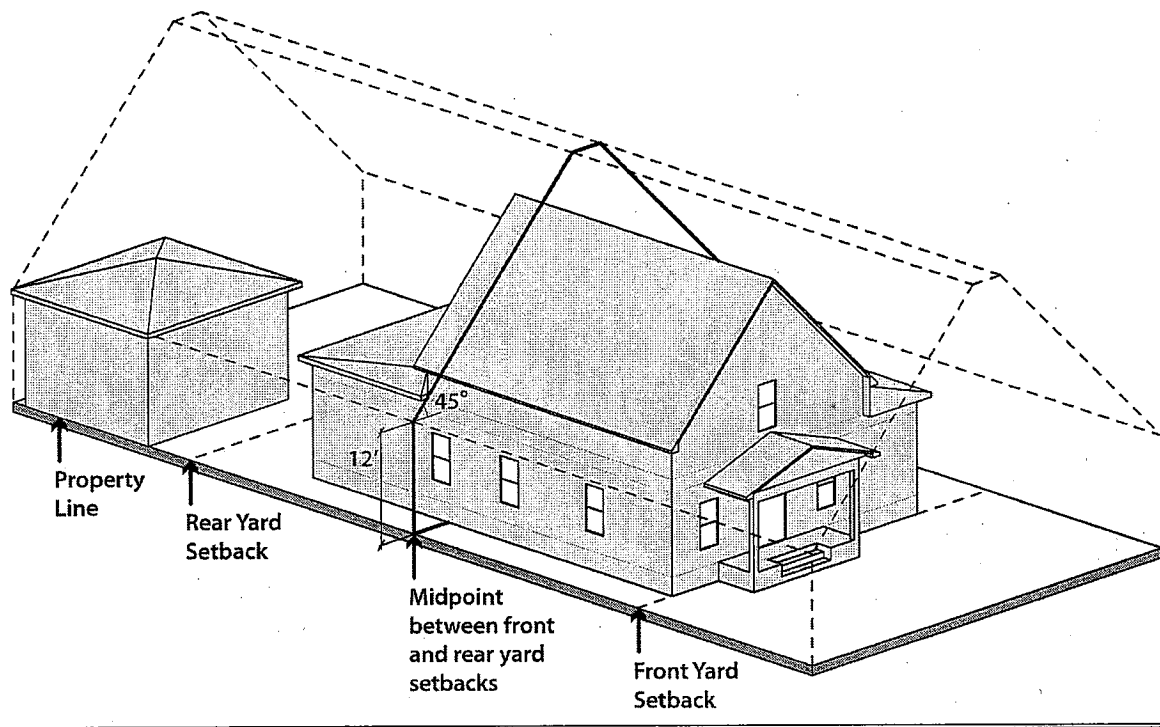 45°
12'
Property
Line
Rear Yard
Setback
Midpoint
between front
and rear yard
setbacks
Front Yard
Setback